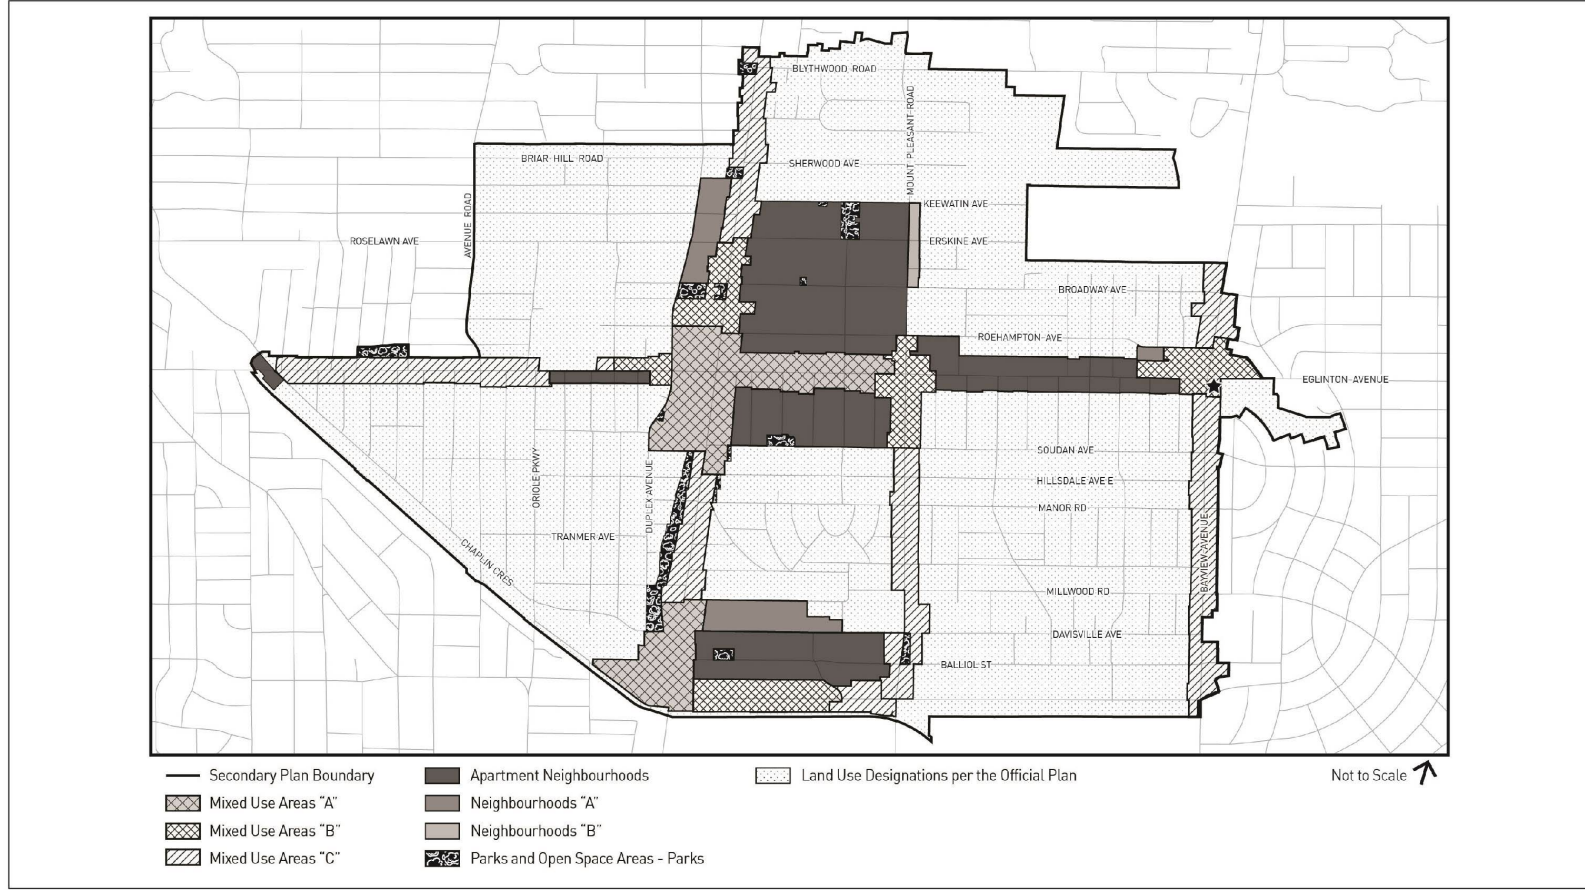 BLYTHWOOD ROAD
MOUNT PLEASANT ROAD
BRIAR HILL ROAD
SHERWOOD AVE
AVENUE ROAD
KEEWATIN AVE
ROSELAWN AVE
ERSKINE AVE
BROADWAY AVE
ROEHAMPTON AVE
EGLINTON AVENUE
SOUDAN AVE
ORIOLE PKWY
DUPLEX AVENUE
HILLSDALE AVE E
MANOR RD
TRANMER AVE
BAYVIEW AVENUE
CHAPLIN CRES.
MILLWOOD RD
DAVISVILLE AVE
BALLIOL ST
Secondary Plan Boundary
Mixed Use Areas “A”
Mixed Use Areas “B”
Mixed Use Areas “C”
Apartment Neighbourhoods
Neighbourhoods “A”
Neighbourhoods “B”
Parks and Open Space Areas - Parks
Land Use Designations per the Official Plan
Not to Scale